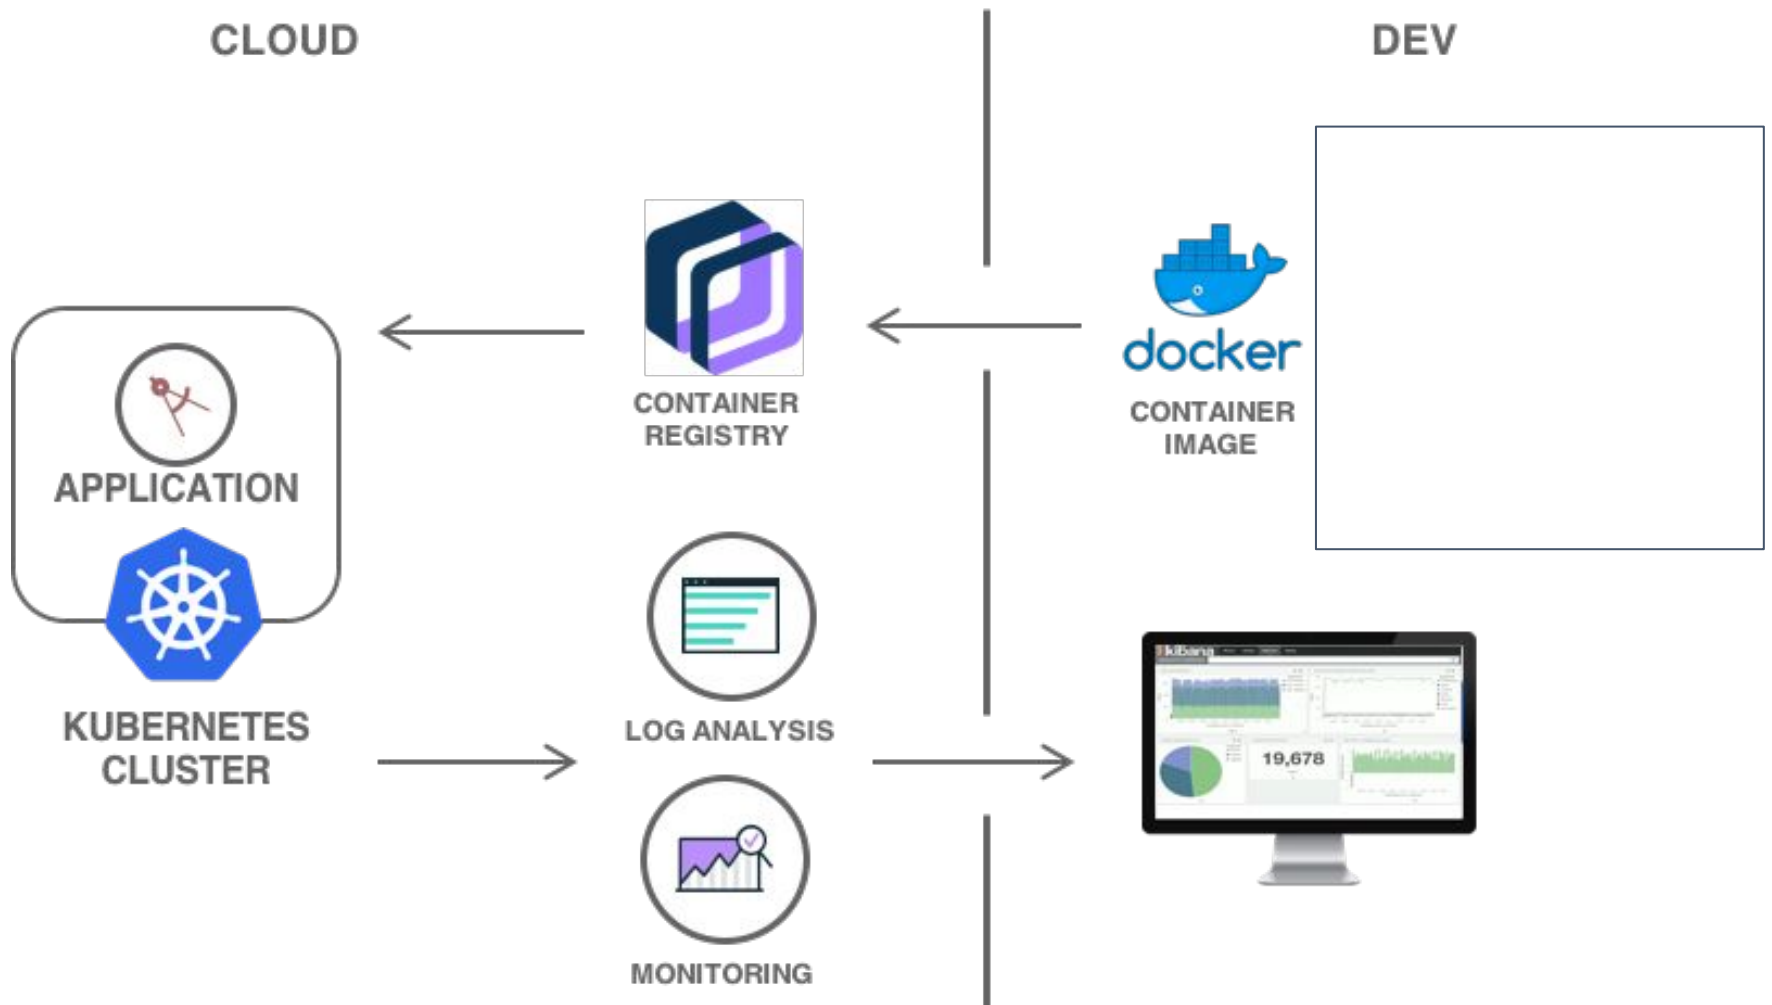 CLOUD
DEV
docker
CONTAINER
REGISTRY
CONTAINER
IMAGE
APPLICATION
KUBERNETES
CLUSTER
LOG ANALYSIS
MONITORING
kibana
19,678